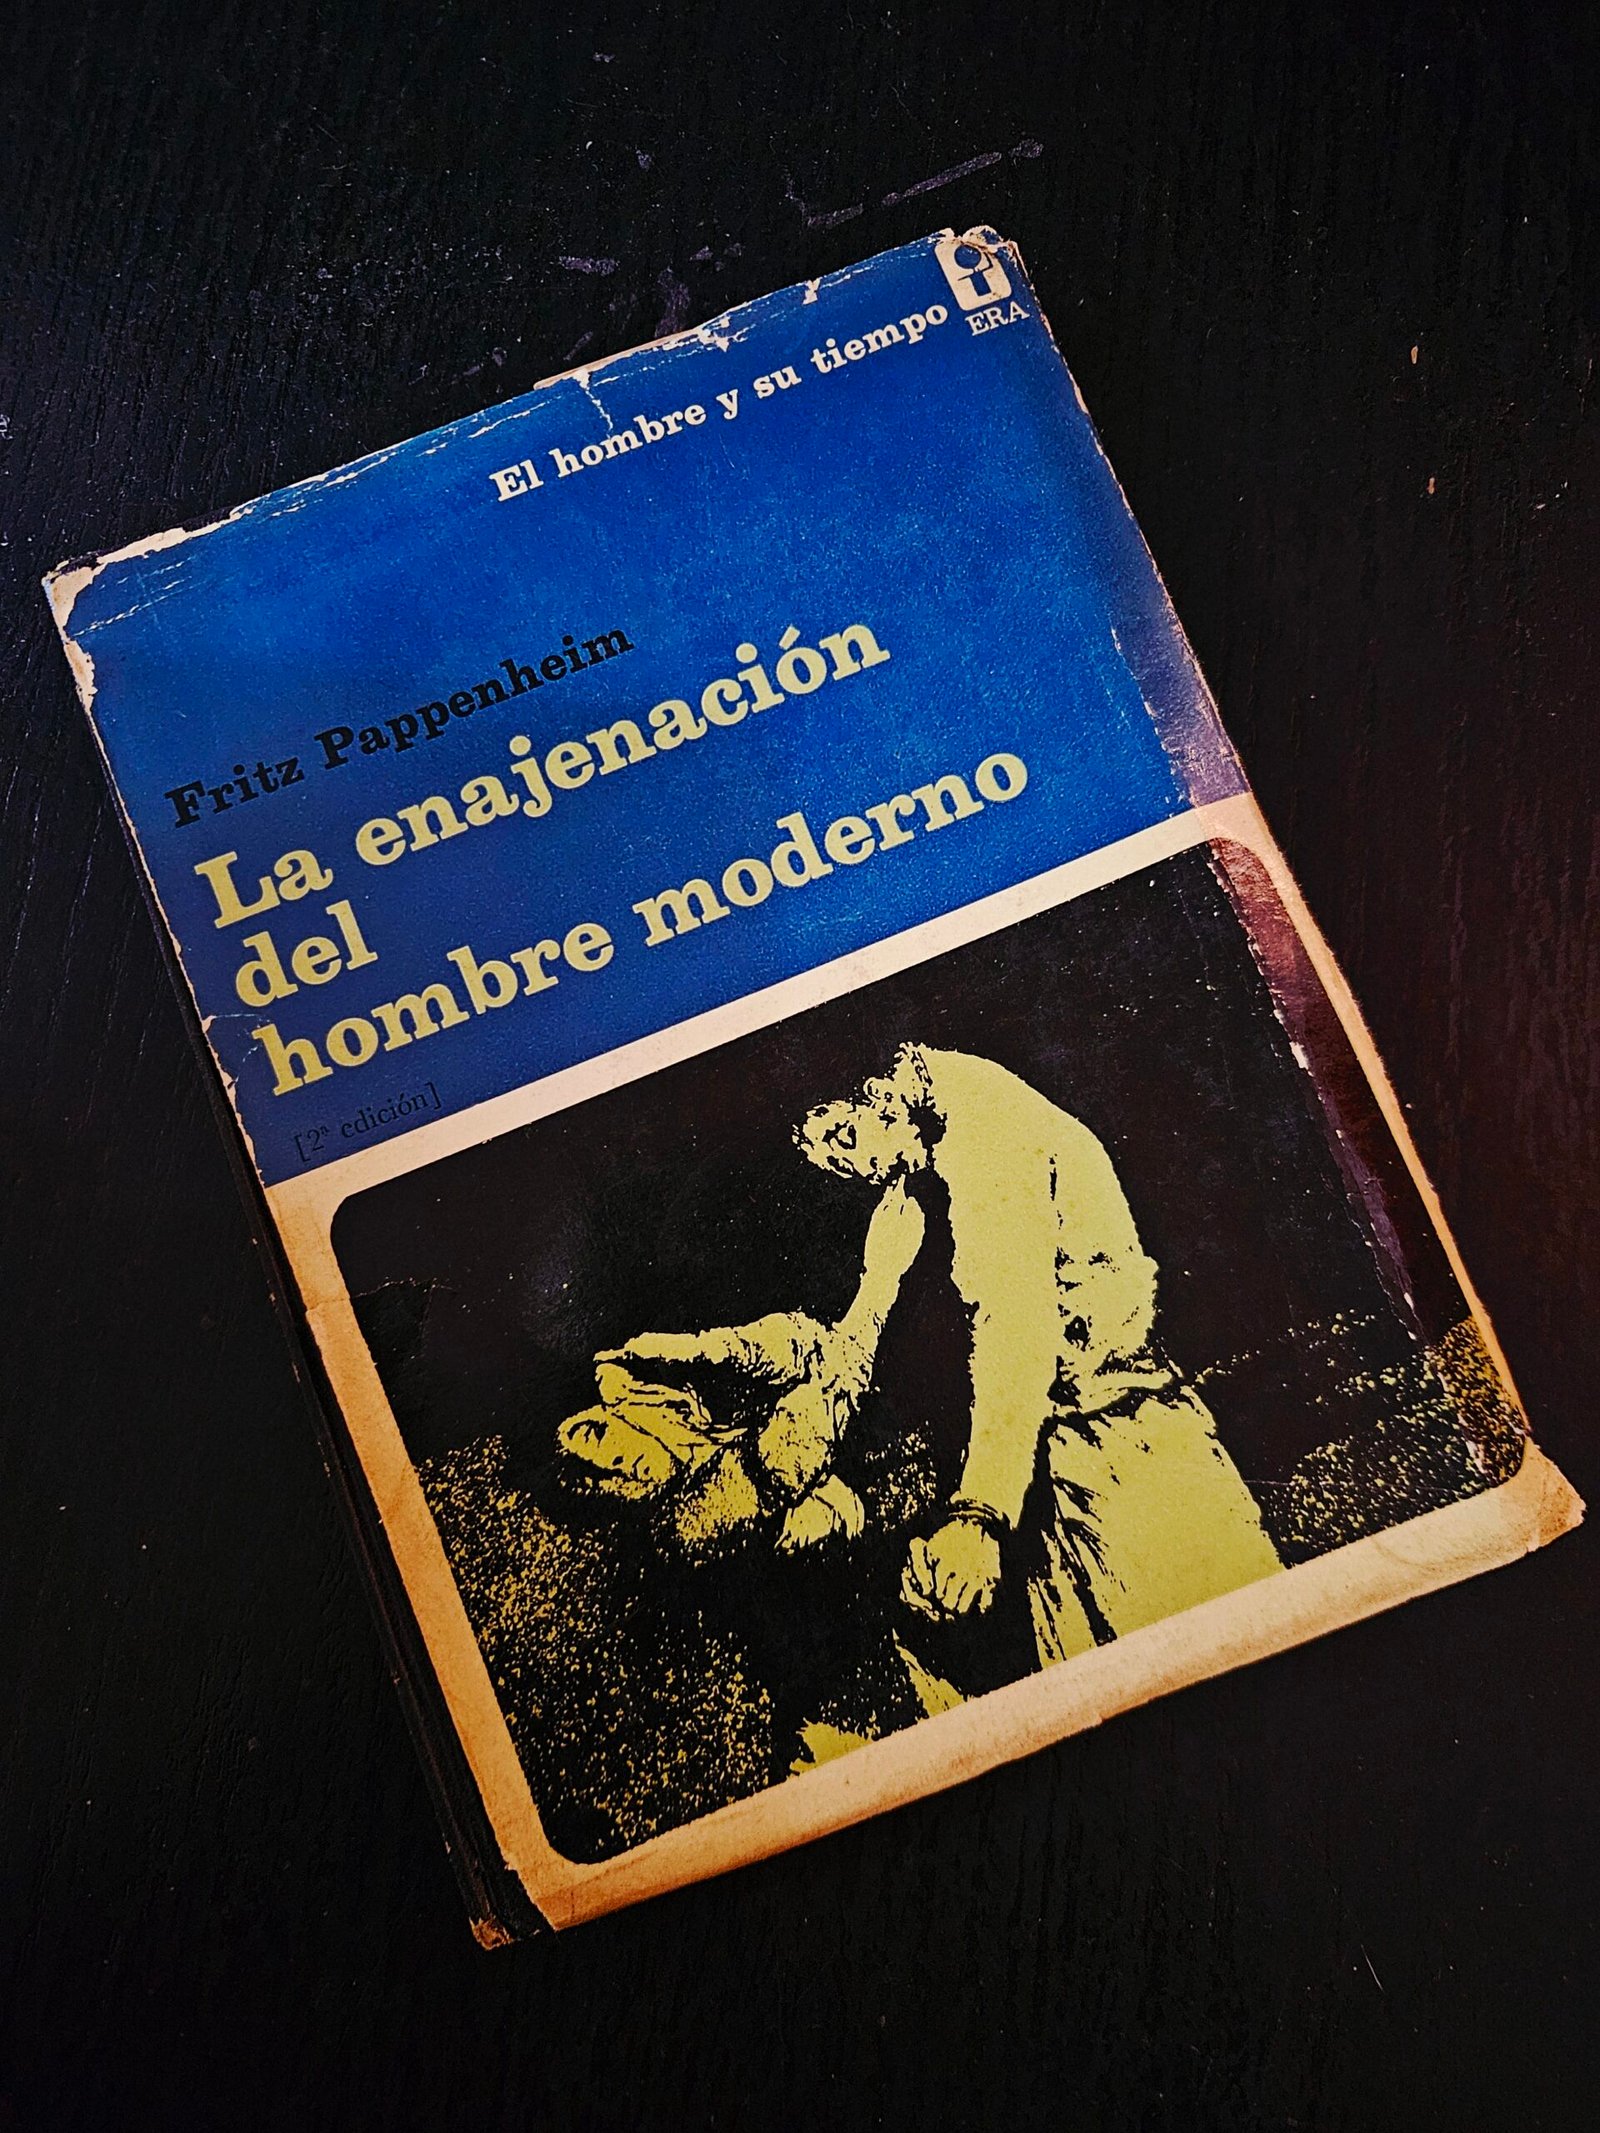 ERA
El hombre y su tiempo
Fritz Pappenheim
La enajenación
del
hombre moderno
[2ª edición]